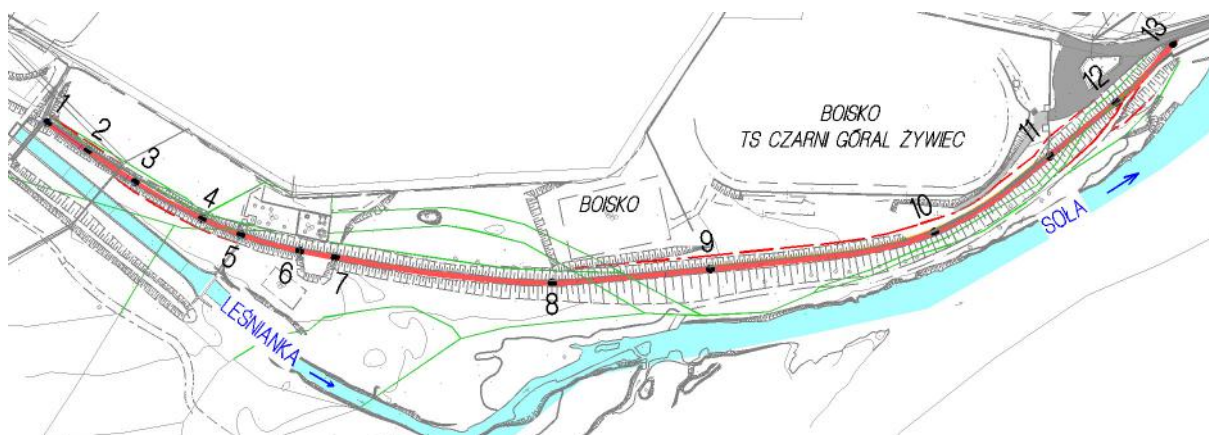 1
2
3
4
5
6
7
8
9
10
11
12
13
BOISKO
TS CZARNI GÓRAL ŻYWIEC
BOISKO
LEŚNIANKA
SOŁA